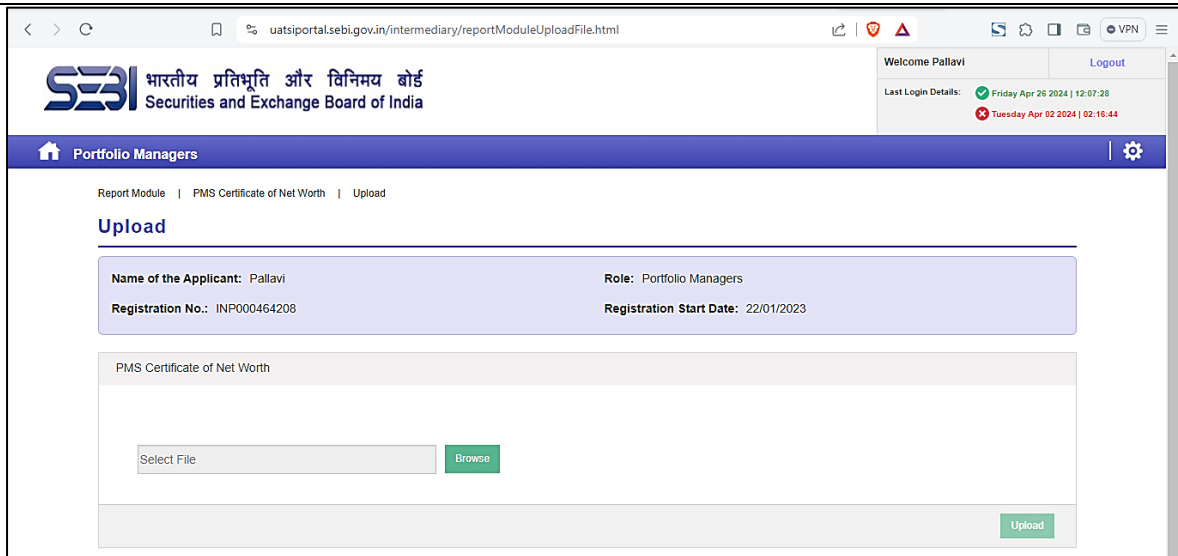 uatsiportal.sebi.gov.in/intermediary/reportModuleUploadFile.html
VPN
SEBI
भारतीय प्रतिभूति और विनिमय बोर्ड
Securities and Exchange Board of India
Welcome Pallavi
Logout
Last Login Details:
Friday Apr 26 2024 | 12:07:28
Tuesday Apr 02 2024 | 02:16:44
Portfolio Managers
Report Module | PMS Certificate of Net Worth | Upload
Upload
Name of the Applicant: Pallavi
Role: Portfolio Managers
Registration No.: INP000464208
Registration Start Date: 22/01/2023
PMS Certificate of Net Worth
Select File
Browse
Upload